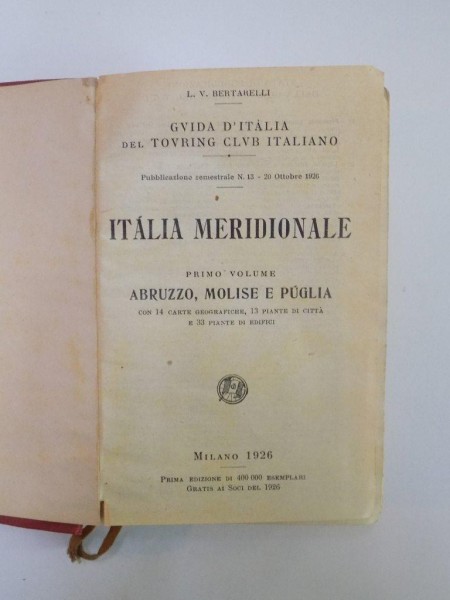 L. V. BERTARELLI
GVIDA D'ITÁLIA
DEL TOVRING CLVB ITALIANO
Pubblicazione semestrale N. 13 - 20 Ottobre 1926
ITÁLIA MERIDIONALE
PRIMO VOLUME
ABRUZZO, MOLISE E PÚGLIA
CON 14 CARTE GEOGRAFICHE, 13 PIANTE DI CITTÀ
E 33 PIANTE DI EDIFICI
MILANO 1926
PRIMA EDIZIONE DI 400 000 ESEMPLARI
GRATIS AI SOCI DEL 1926